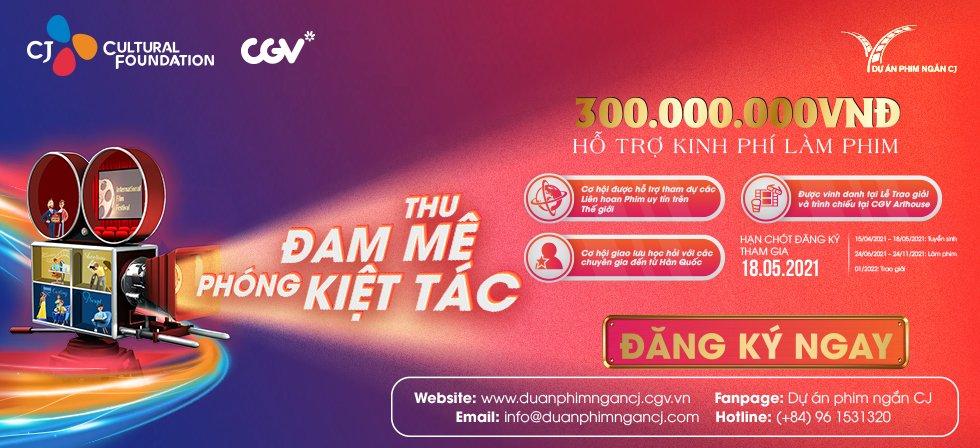 CJ CULTURAL
FOUNDATION
CGV*
DỰ ÁN PHIM NGẮN CJ
300.000.000VNĐ
HỖ TRỢ KINH PHÍ LÀM PHIM
International
Film
Festival
THU
ĐAM MÊ
PHÓNG KIỆT TÁC
Cơ hội được hỗ trợ tham dự các
Liên hoan Phim uy tín trên
Thế giới
Được vinh danh tại Lễ Trao giải
và trình chiếu tại CGV Arthouse
Cơ hội giao lưu học hỏi với các
chuyên gia đến từ Hàn Quốc
HẠN CHÓT ĐĂNG KÝ
THAM GIA
18.05.2021
15/04/2021 - 18/05/2021: Tuyển sinh
24/05/2021 - 24/11/2021: Làm phim
01/2022: Trao giải
ĐĂNG KÝ NGAY
Website: www.duanphimngancj.cgv.vn Fanpage: Dự án phim ngắn CJ
Email: info@duanphimngancj.com Hotline: (+84) 96 1531320